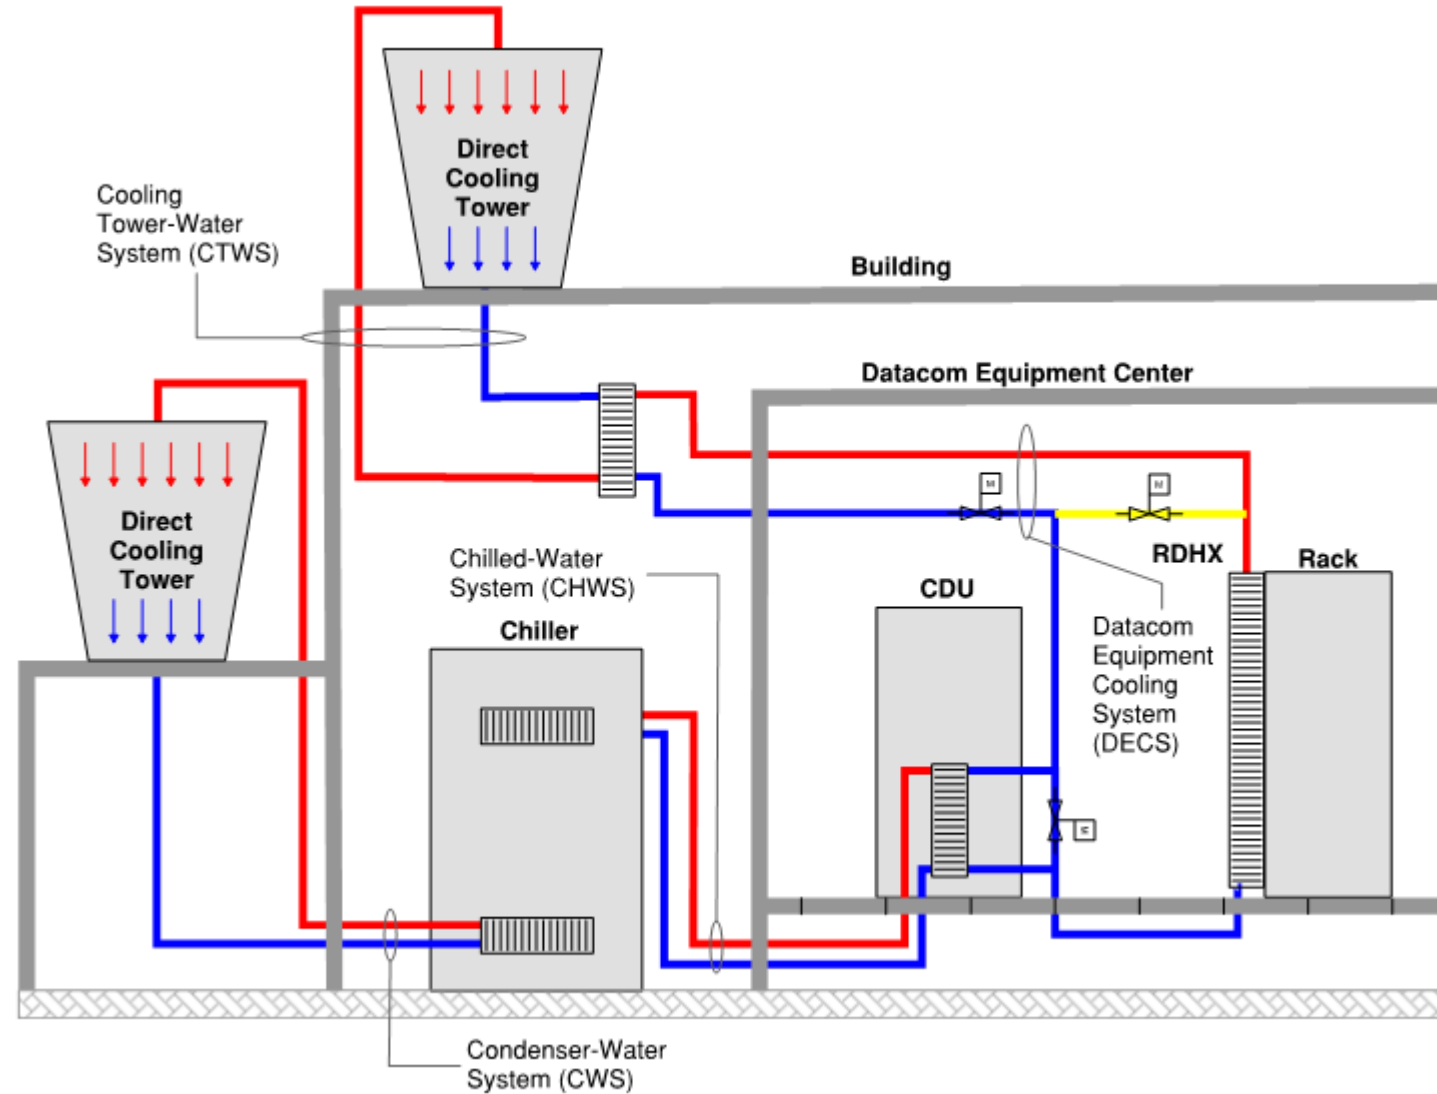 Direct
Cooling
Tower
Cooling
Tower-Water
System (CTWS)
Building
Datacom Equipment Center
Direct
Cooling
Tower
M
M
Chilled-Water
System (CHWS)
RDHX
Rack
CDU
Chiller
Datacom
Equipment
Cooling
System
(DECS)
M
Condenser-Water
System (CWS)